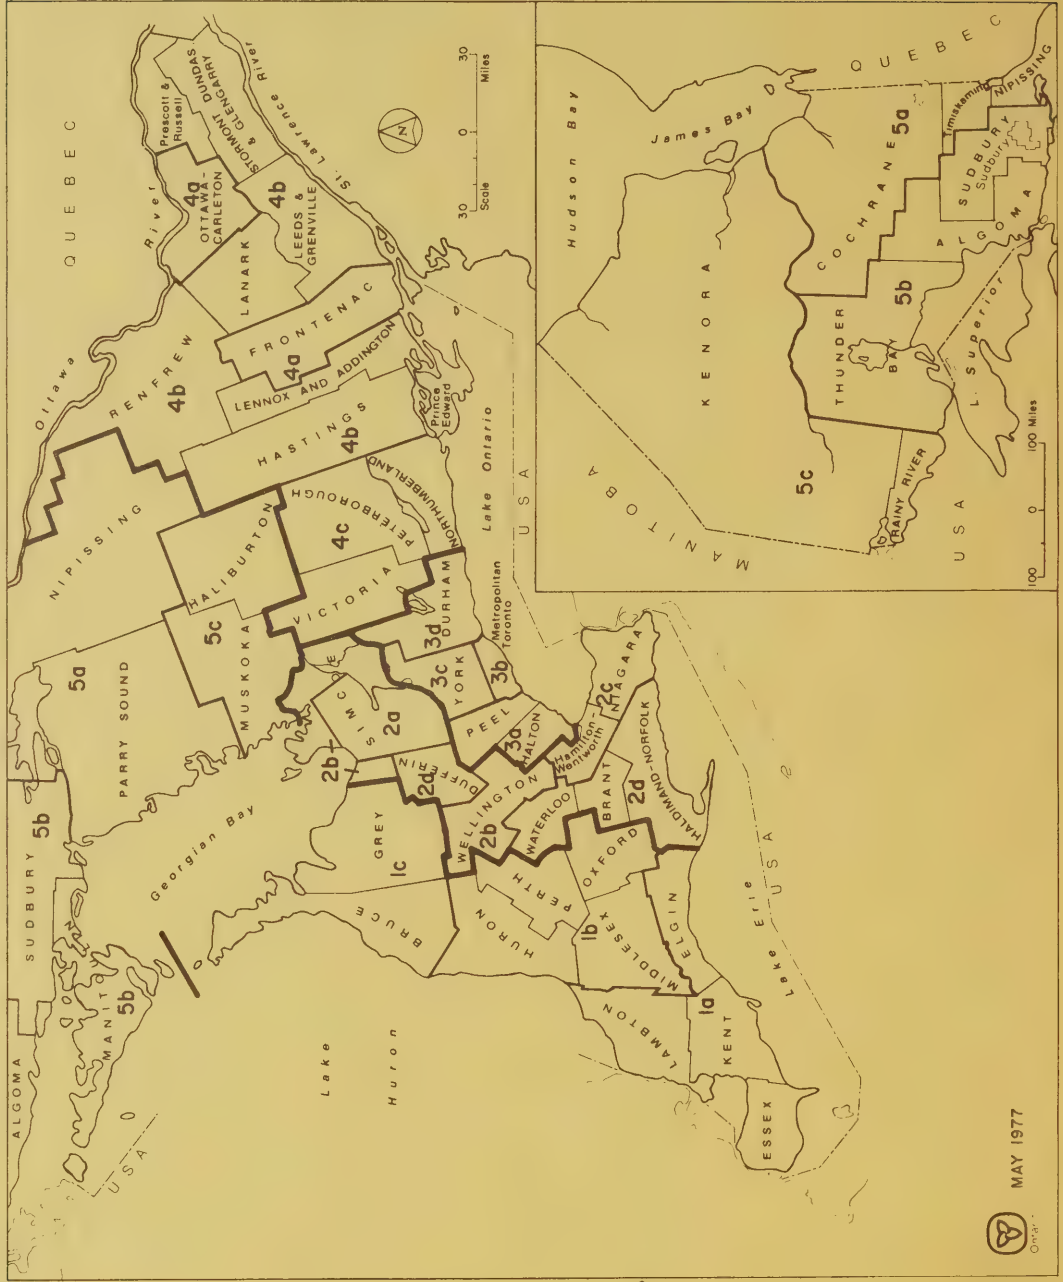 QUEBEC
Ottawa
River
Prescott &
Russell
STORMONT DUNDAS
& GLENGARRY
St. Lawrence River
4a
OTTAWA-
CARLETON
4b
LEEDS &
GRENVILLE
LANARK
FRONTENAC
4a
LENNOX AND ADDINGTON
RENFREW
4b
HASTINGS
4b
Prince
Edward
Lake Ontario
USA
30 0 30
Scale Miles
N
NIPISSING
HALIBURTON
PETERBOROUGH
NORTHUMBERLAND
4c
VICTORIA
5a
PARRY SOUND
5c
MUSKOKA
DURHAM
3d
Metropolitan
Toronto
3b
3c
YORK
SIMCOE
2a
2b
PEEL
3a
HALTON
2c
NIAGARA
Hamilton-
Wentworth
HALDIMAND-NORFOLK
2d
BRANT
DUFFERIN
2d
WELLINGTON
2b
WATERLOO
GREY
1c
BRUCE
Georgian Bay
HURON
PERTH
OXFORD
1b
MIDDLESEX
ELGIN
1a
LAMBTON
KENT
ESSEX
Lake Erie
USA
Lake
Huron
SUDBURY
5b
MANITOULIN
5b
ALGOMA
USA
Hudson Bay
James Bay
QUEBEC
COCHRANE
5a
Timiskaming
NIPISSING
SUDBURY
Sudbury
ALGOMA
KENORA
THUNDER
BAY
5b
L. Superior
5c
RAINY RIVER
MANITOBA
USA
100 0 100 Miles
MAY 1977